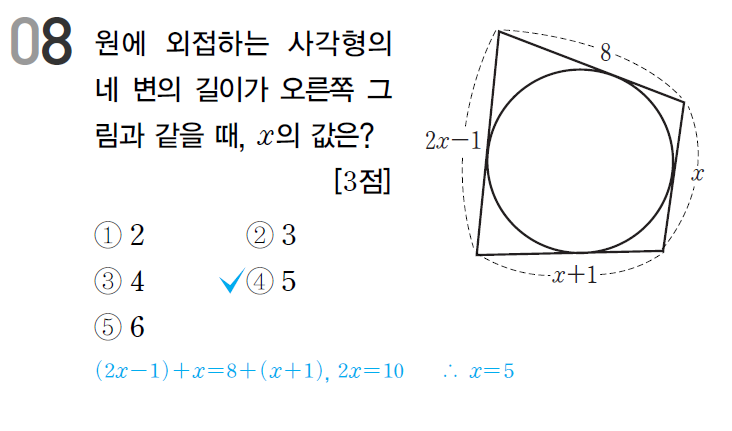 08 원에 외접하는 사각형의
네 변의 길이가 오른쪽 그
림과 같을 때, x의 값은?
[3점]
① 2 ② 3
③ 4 ④ 5
⑤ 6
(2x−1)+x=8+(x+1), 2x=10 ∴ x=5
8
2x−1
x
x+1